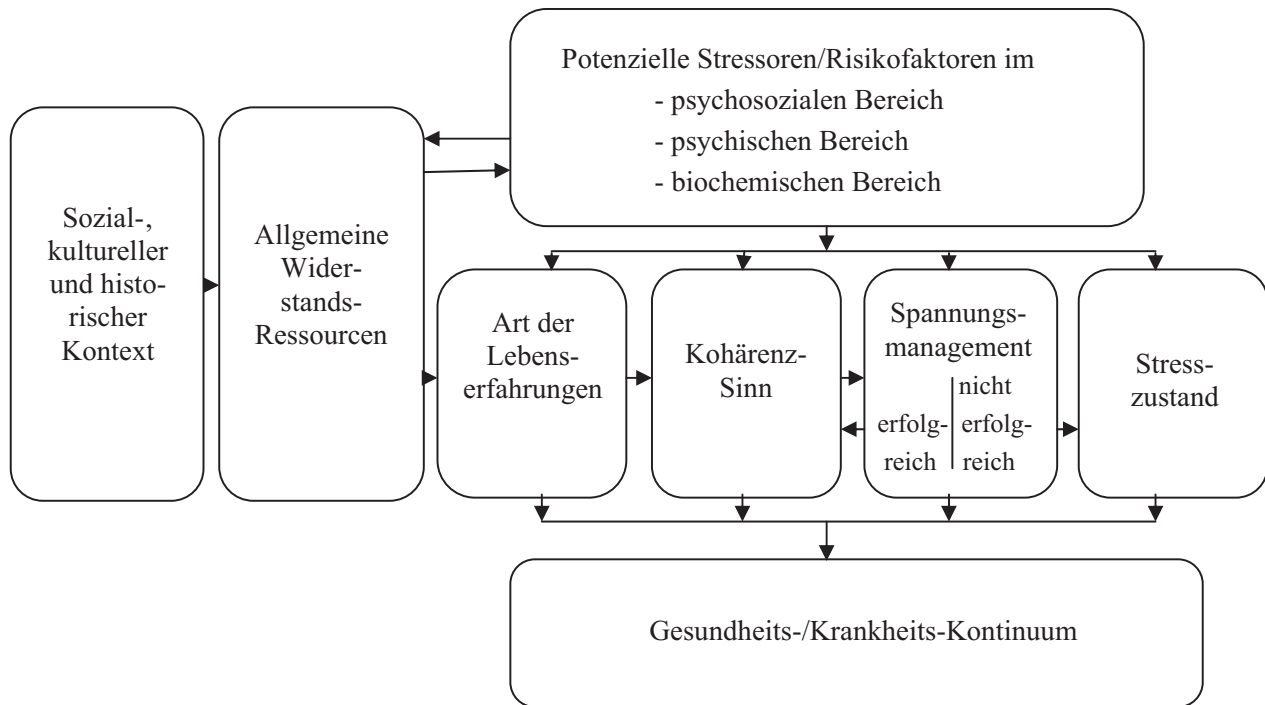 Potenzielle Stressoren/Risikofaktoren im
- psychosozialen Bereich
- psychischen Bereich
- biochemischen Bereich
Sozial-,
kultureller
und histo-
rischer
Kontext
Allgemeine
Wider-
stands-
Ressourcen
Art der
Lebens-
erfahrungen
Kohärenz-
Sinn
Spannungs-
management
erfolg-
reich
nicht
erfolg-
reich
Stress-
zustand
Gesundheits-/Krankheits-Kontinuum